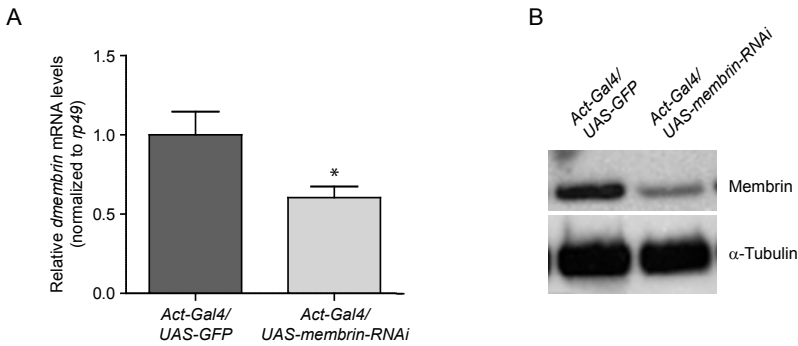 A
Relative dmembrin mRNA levels
(normalized to rp49)
1.5
1.0
0.5
0.0
*
Act-Gal4/
UAS-GFP
Act-Gal4/
UAS-membrin-RNAi
B
Act-Gal4/
UAS-GFP
Act-Gal4/
UAS-membrin-RNAi
Membrin
α-Tubulin